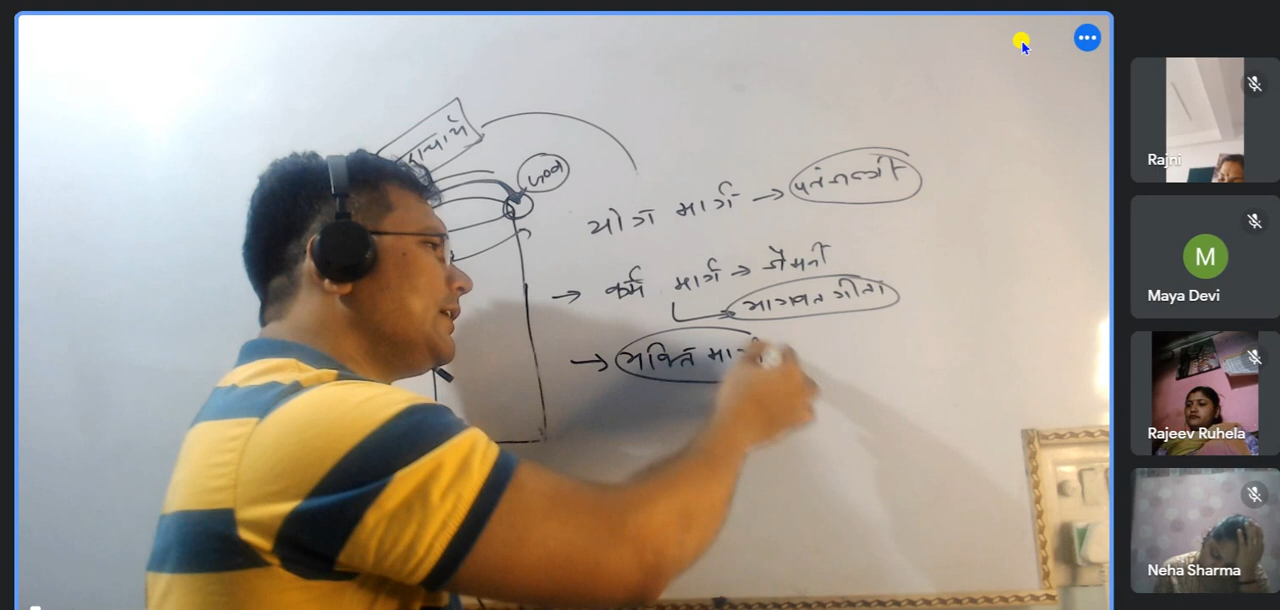 योग मार्ग → पतंजली
→ कर्म मार्ग → जैमनी
→ भागवत गीता
→ भक्ति मार्ग
Rajni
M
Maya Devi
Rajeev Ruhela
Neha Sharma